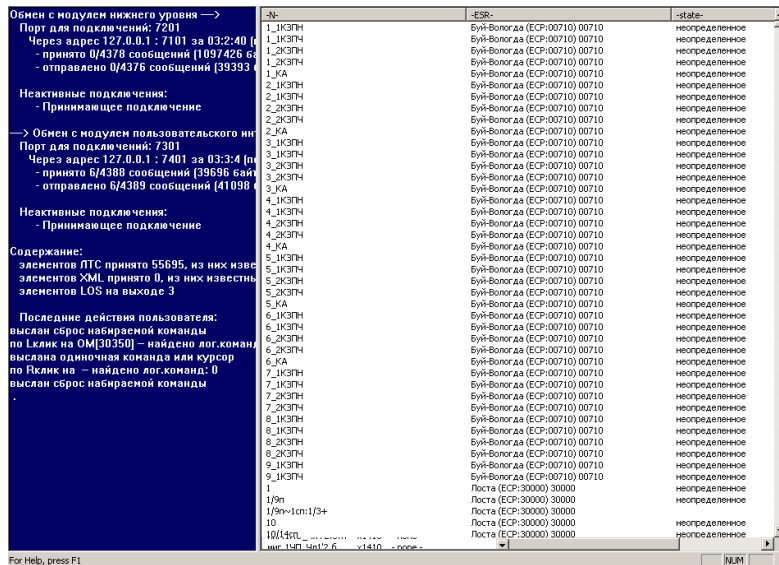 Обмен с модулем нижнего уровня —>
Порт для подключений: 7201
Через адрес 127.0.0.1 : 7101 за 03:2:40
- принято 0/4378 сообщений (1097426
- отправлено 0/4376 сообщений (39393
Неактивные подключения:
- Принимающее подключение
—> Обмен с модулем пользовательского инт
Порт для подключений: 7301
Через адрес 127.0.0.1 : 7401 за 03:3:4
- принято 6/4388 сообщений (39696 байт
- отправлено 6/4389 сообщений (41098
Неактивные подключения:
- Принимающее подключение
Содержание:
элементов ЛТС принято 55695, из них изве
элементов XML принято 0, из них известны
элементов LOS на выходе 3
Последние действия пользователя:
выслан сброс набираемой команды
по Lклик на ОМ[30350] – найдено лог.команд
выслана одиночная команда или курсор
по Rклик на – найдено лог.команд: 0
выслан сброс набираемой команды
.
-N- -ESR- -state-
1_1КЗПН Буй-Вологда (ЕСР:00710) 00710 неопределенное
1_1КЗПЧ Буй-Вологда (ЕСР:00710) 00710 неопределенное
1_2КЗПН Буй-Вологда (ЕСР:00710) 00710 неопределенное
1_2КЗПЧ Буй-Вологда (ЕСР:00710) 00710 неопределенное
1_КА Буй-Вологда (ЕСР:00710) 00710 неопределенное
2_1КЗПН Буй-Вологда (ЕСР:00710) 00710 неопределенное
2_1КЗПЧ Буй-Вологда (ЕСР:00710) 00710 неопределенное
2_2КЗПН Буй-Вологда (ЕСР:00710) 00710 неопределенное
2_2КЗПЧ Буй-Вологда (ЕСР:00710) 00710 неопределенное
2_КА Буй-Вологда (ЕСР:00710) 00710 неопределенное
3_1КЗПН Буй-Вологда (ЕСР:00710) 00710 неопределенное
3_1КЗПЧ Буй-Вологда (ЕСР:00710) 00710 неопределенное
3_2КЗПН Буй-Вологда (ЕСР:00710) 00710 неопределенное
3_2КЗПЧ Буй-Вологда (ЕСР:00710) 00710 неопределенное
3_КА Буй-Вологда (ЕСР:00710) 00710 неопределенное
4_1КЗПН Буй-Вологда (ЕСР:00710) 00710 неопределенное
4_1КЗПЧ Буй-Вологда (ЕСР:00710) 00710 неопределенное
4_2КЗПН Буй-Вологда (ЕСР:00710) 00710 неопределенное
4_2КЗПЧ Буй-Вологда (ЕСР:00710) 00710 неопределенное
4_КА Буй-Вологда (ЕСР:00710) 00710 неопределенное
5_1КЗПН Буй-Вологда (ЕСР:00710) 00710 неопределенное
5_1КЗПЧ Буй-Вологда (ЕСР:00710) 00710 неопределенное
5_2КЗПН Буй-Вологда (ЕСР:00710) 00710 неопределенное
5_2КЗПЧ Буй-Вологда (ЕСР:00710) 00710 неопределенное
5_КА Буй-Вологда (ЕСР:00710) 00710 неопределенное
6_1КЗПН Буй-Вологда (ЕСР:00710) 00710 неопределенное
6_1КЗПЧ Буй-Вологда (ЕСР:00710) 00710 неопределенное
6_2КЗПН Буй-Вологда (ЕСР:00710) 00710 неопределенное
6_2КЗПЧ Буй-Вологда (ЕСР:00710) 00710 неопределенное
6_КА Буй-Вологда (ЕСР:00710) 00710 неопределенное
7_1КЗПН Буй-Вологда (ЕСР:00710) 00710 неопределенное
7_1КЗПЧ Буй-Вологда (ЕСР:00710) 00710 неопределенное
7_2КЗПН Буй-Вологда (ЕСР:00710) 00710 неопределенное
7_2КЗПЧ Буй-Вологда (ЕСР:00710) 00710 неопределенное
8_1КЗПН Буй-Вологда (ЕСР:00710) 00710 неопределенное
8_1КЗПЧ Буй-Вологда (ЕСР:00710) 00710 неопределенное
8_2КЗПН Буй-Вологда (ЕСР:00710) 00710 неопределенное
8_2КЗПЧ Буй-Вологда (ЕСР:00710) 00710 неопределенное
9_1КЗПН Буй-Вологда (ЕСР:00710) 00710 неопределенное
9_1КЗПЧ Буй-Вологда (ЕСР:00710) 00710 неопределенное
1 Лоста (ЕСР:30000) 30000 неопределенное
1/9п Лоста (ЕСР:30000) 30000 неопределенное
1/9п~1сп:1/3+ Лоста (ЕСР:30000) 30000
10 Лоста (ЕСР:30000) 30000 неопределенное
10/14сп Лоста (ЕСР:30000) 30000 неопределенное
миг.1ЧП_Чп1'2.6 x1410 - none -
For Help, press F1
NUM